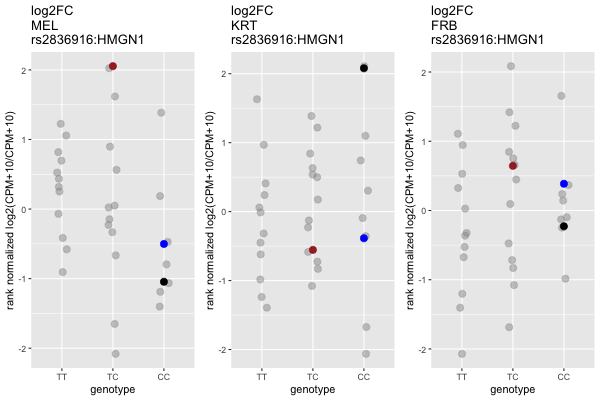 log2FC
MEL
rs2836916:HMGN1
rank normalized log2(CPM+10/CPM+10)
2
1
0
-1
-2
TT
TC
CC
genotype
log2FC
KRT
rs2836916:HMGN1
rank normalized log2(CPM+10/CPM+10)
2
1
0
-1
-2
TT
TC
CC
genotype
log2FC
FRB
rs2836916:HMGN1
rank normalized log2(CPM+10/CPM+10)
2
1
0
-1
-2
TT
TC
CC
genotype